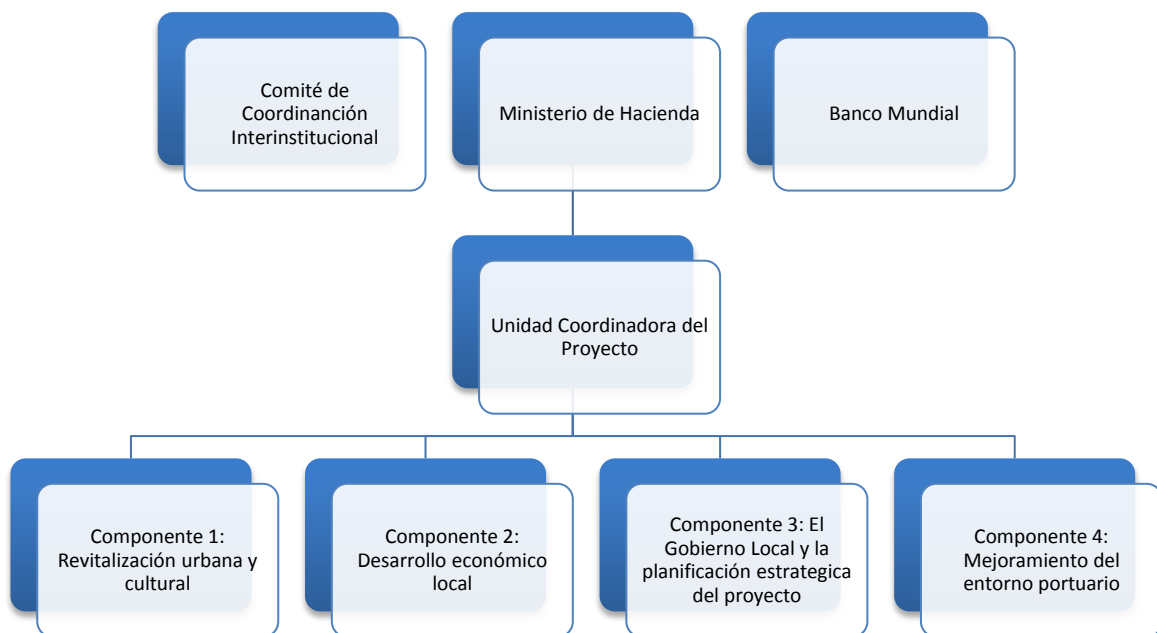 Comité de
Coordinanción
Interinstitucional
Ministerio de Hacienda
Banco Mundial
Unidad Coordinadora del
Proyecto
Componente 1:
Revitalización urbana y
cultural
Componente 2:
Desarrollo económico
local
Componente 3: El
Gobierno Local y la
planificación estrategica
del proyecto
Componente 4:
Mejoramiento del
entorno portuario